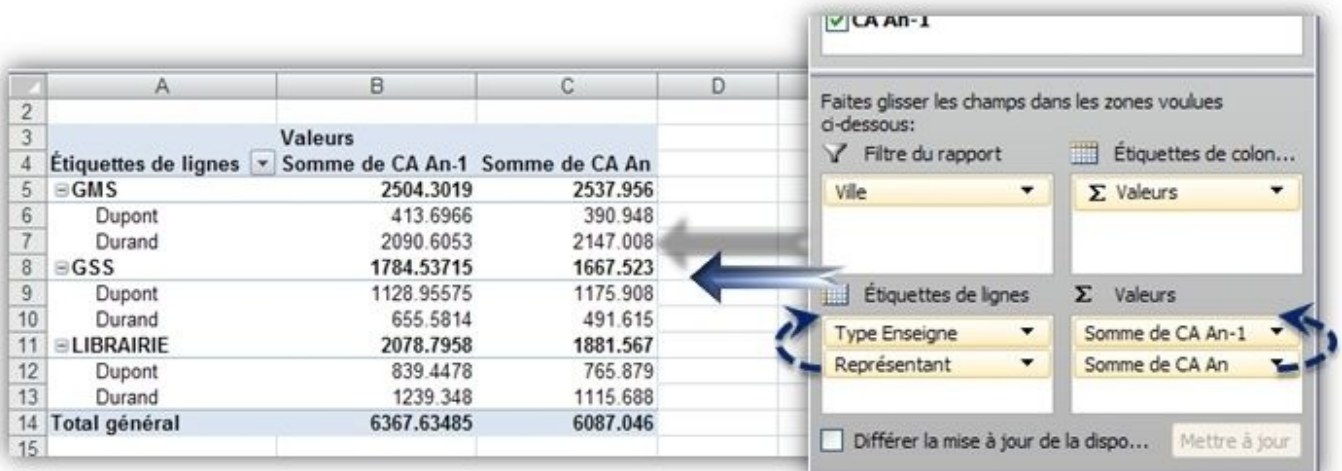 CA An-1
A B C D
2
3 Valeurs
4 Étiquettes de lignes Somme de CA An-1 Somme de CA An
5 GMS 2504.3019 2537.956
6 Dupont 413.6966 390.948
7 Durand 2090.6053 2147.008
8 GSS 1784.53715 1667.523
9 Dupont 1128.95575 1175.908
10 Durand 655.5814 491.615
11 LIBRAIRIE 2078.7958 1881.567
12 Dupont 839.4478 765.879
13 Durand 1239.348 1115.688
14 Total général 6367.63485 6087.046
15
Faites glisser les champs dans les zones voulues
ci-dessous:
Filtre du rapport Étiquettes de colon...
Ville Σ Valeurs
Étiquettes de lignes Σ Valeurs
Type Enseigne Somme de CA An-1
Représentant Somme de CA An
Différer la mise à jour de la dispo... Mettre à jour